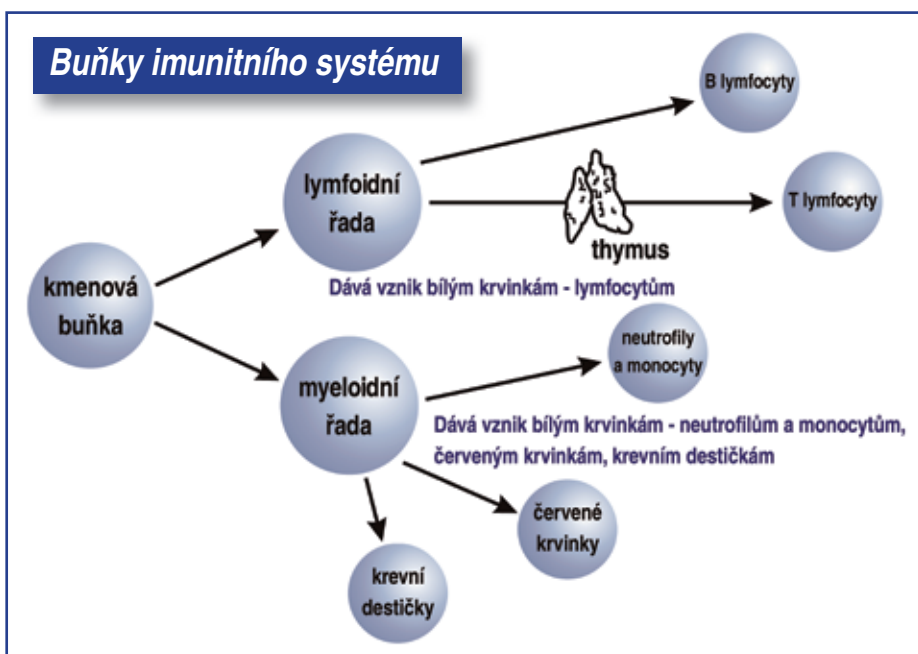 Buňky imunitního systému
B lymfocyty
lymfoidní
řada
T lymfocyty
thymus
Dává vznik bílým krvinkám - lymfocytům
kmenová
buňka
neutrofily
a monocyty
myeloidní
řada
Dává vznik bílým krvinkám - neutrofilům a monocytům,
červeným krvinkám, krevním destičkám
červené
krvinky
krevní
destičky